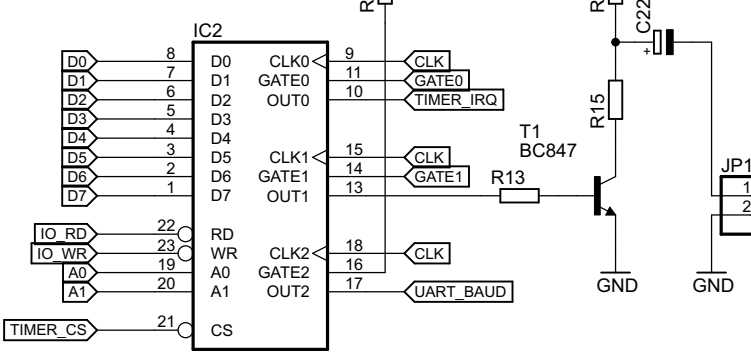 R
R
C22
IC2
D0 8 D0 CLK0 9 CLK
D1 7 D1 GATE0 11 GATE0
D2 6 D2 OUT0 10 TIMER_IRQ
D3 5 D3
D4 4 D4
D5 3 D5 CLK1 15 CLK
D6 2 D6 GATE1 14 GATE1
D7 1 D7 OUT1 13
R13
T1
BC847
R15
+
JP1
1
2
IO_RD 22 RD
IO_WR 23 WR CLK2 18 CLK
A0 19 A0 GATE2 16
A1 20 A1 OUT2 17 UART_BAUD
GND
GND
TIMER_CS 21 CS